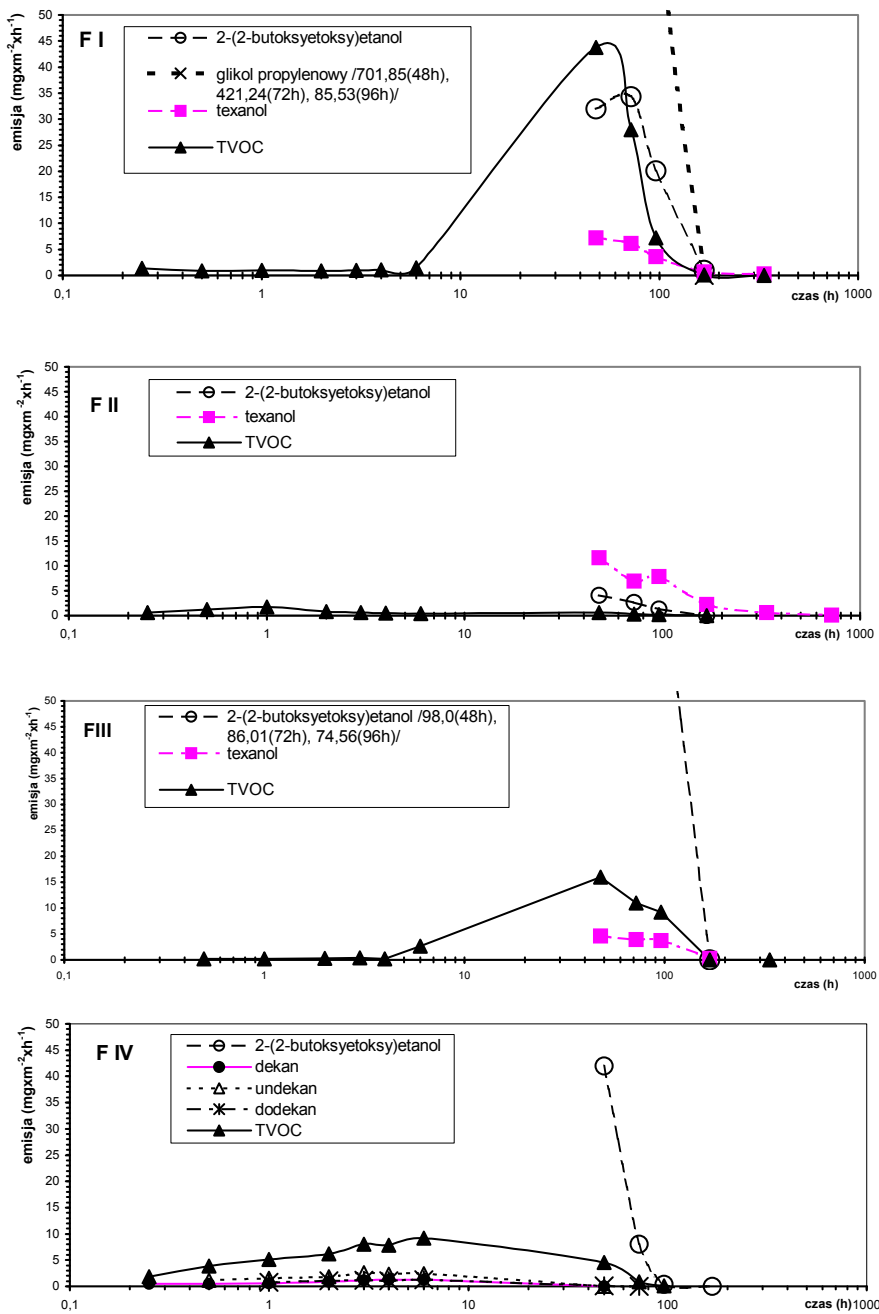 F I
2-(2-butoksyetoksy)etanol
glikol propylenowy /701,85(48h),
421,24(72h), 85,53(96h)/
texanol
TVOC
emisja (mgxm-2xh-1)
50
45
40
35
30
25
20
15
10
5
0
0,1 1 10 100 1000
czas (h)
F II
2-(2-butoksyetoksy)etanol
texanol
TVOC
emisja (mgxm-2xh-1)
50
45
40
35
30
25
20
15
10
5
0
0,1 1 10 100 1000
czas (h)
FIII
2-(2-butoksyetoksy)etanol /98,0(48h),
86,01(72h), 74,56(96h)/
texanol
TVOC
emisja (mgxm-2xh-1)
50
45
40
35
30
25
20
15
10
5
0
0,1 1 10 100 1000
czas (h)
F IV
2-(2-butoksyetoksy)etanol
dekan
undekan
dodekan
TVOC
emisja (mgxm-2xh-1)
50
45
40
35
30
25
20
15
10
5
0
0,1 1 10 100 1000
czas (h)